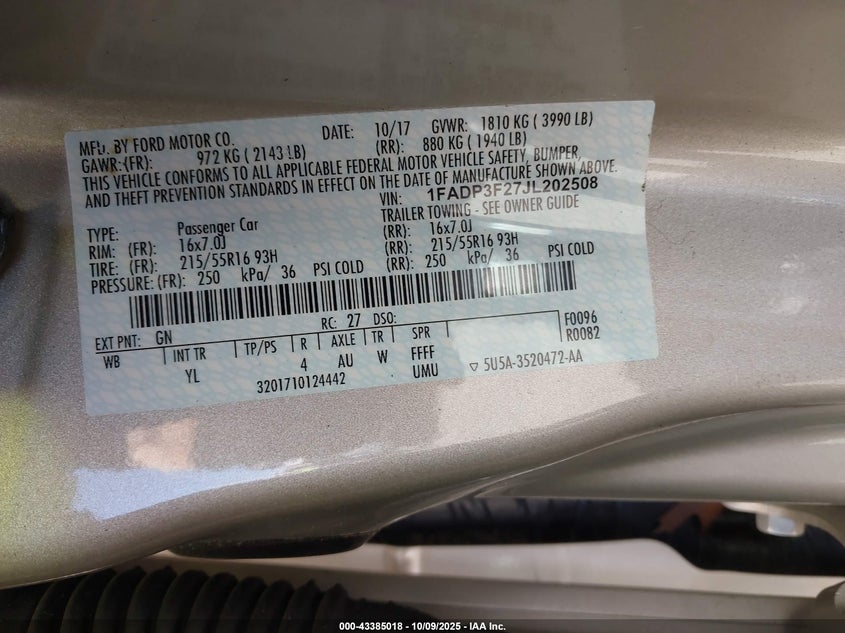 MFD. BY FORD MOTOR CO. DATE: 10/17 GVWR: 1810 KG ( 3990 LB)
GAWR:(FR): 972 KG ( 2143 LB) (RR): 880 KG ( 1940 LB)
THIS VEHICLE CONFORMS TO ALL APPLICABLE FEDERAL MOTOR VEHICLE SAFETY, BUMPER,
AND THEFT PREVENTION STANDARDS IN EFFECT ON THE DATE OF MANUFACTURE SHOWN ABOVE.
VIN: 1FADP3F27JL202508
TYPE: Passenger Car TRAILER TOWING - SEE OWNER GUIDE
RIM: (FR): 16x7.0J (RR): 16x7.0J
TIRE: (FR): 215/55R16 93H (RR): 215/55R16 93H
PRESSURE:(FR): 250 kPa/ 36 PSI COLD (RR): 250 kPa/ 36 PSI COLD
EXT PNT: GN RC: 27 DSO: F0096
WB INT TR TP/PS R AXLE TR SPR R0082
YL 4 AU W FFFF
3201710124442 UMU ▽ 5U5A-3520472-AA
000-43385018 - 10/09/2025 - IAA Inc.